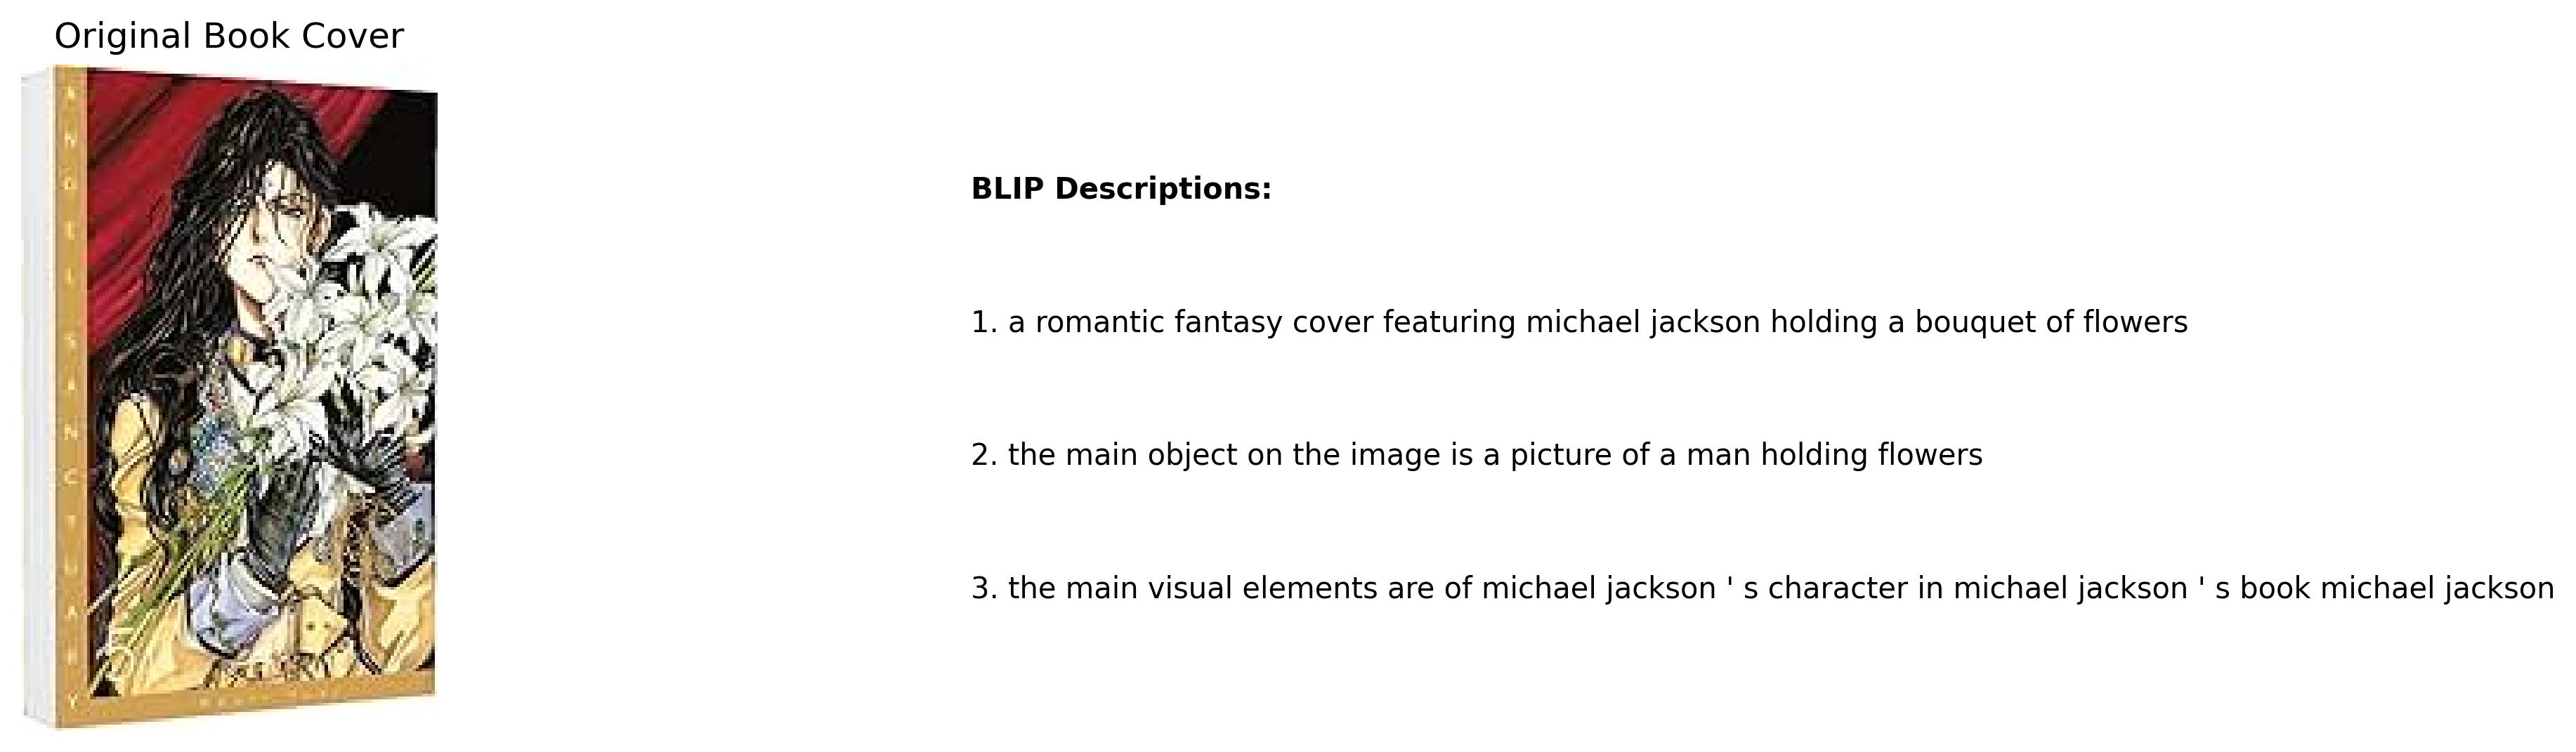 Original Book Cover
ANGEL SANCTUARY
BLIP Descriptions:
1. a romantic fantasy cover featuring michael jackson holding a bouquet of flowers
2. the main object on the image is a picture of a man holding flowers
3. the main visual elements are of michael jackson ' s character in michael jackson ' s book michael jackson